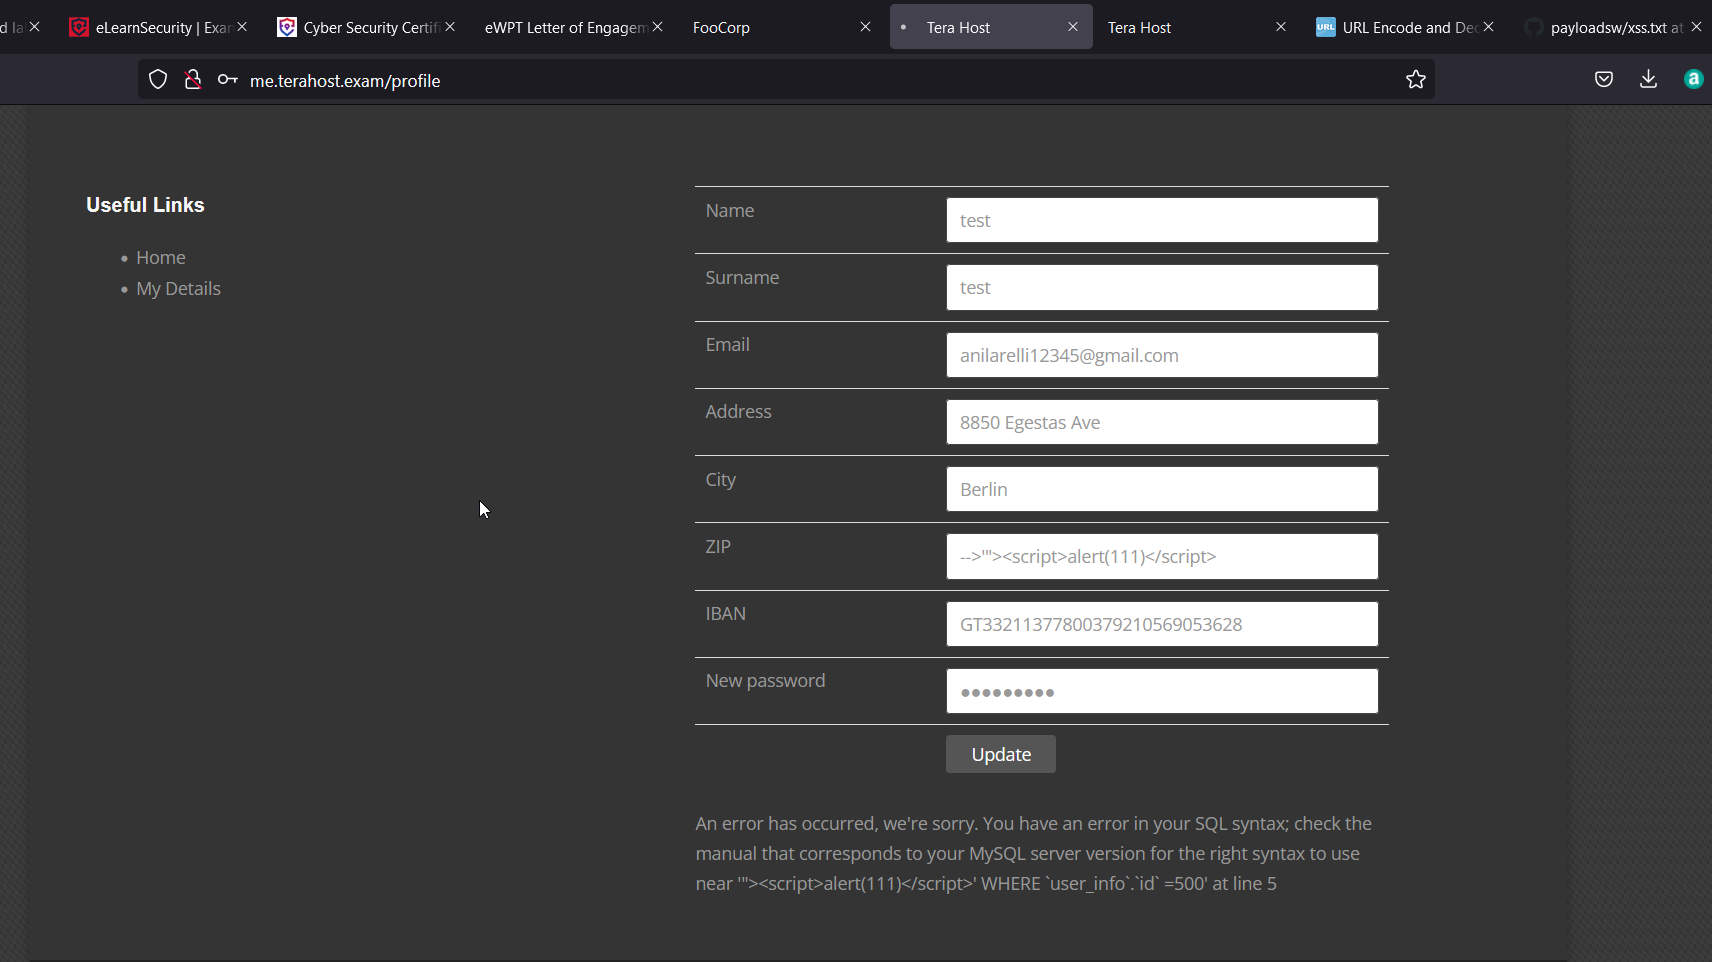 d la
eLearnSecurity | Exan
Cyber Security Certifi
eWPT Letter of Engagem
FooCorp
Tera Host
Tera Host
URL
URL Encode and Dec
payloadsw/xss.txt at
me.terahost.exam/profile
a
Useful Links
Home
My Details
Name
test
Surname
test
Email
anilarelli12345@gmail.com
Address
8850 Egestas Ave
City
Berlin
ZIP
-->'"><script>alert(111)</script>
IBAN
GT33211377800379210569053628
New password
Update
An error has occurred, we're sorry. You have an error in your SQL syntax; check the
manual that corresponds to your MySQL server version for the right syntax to use
near '"><script>alert(111)</script>' WHERE `user_info`.`id` =500' at line 5